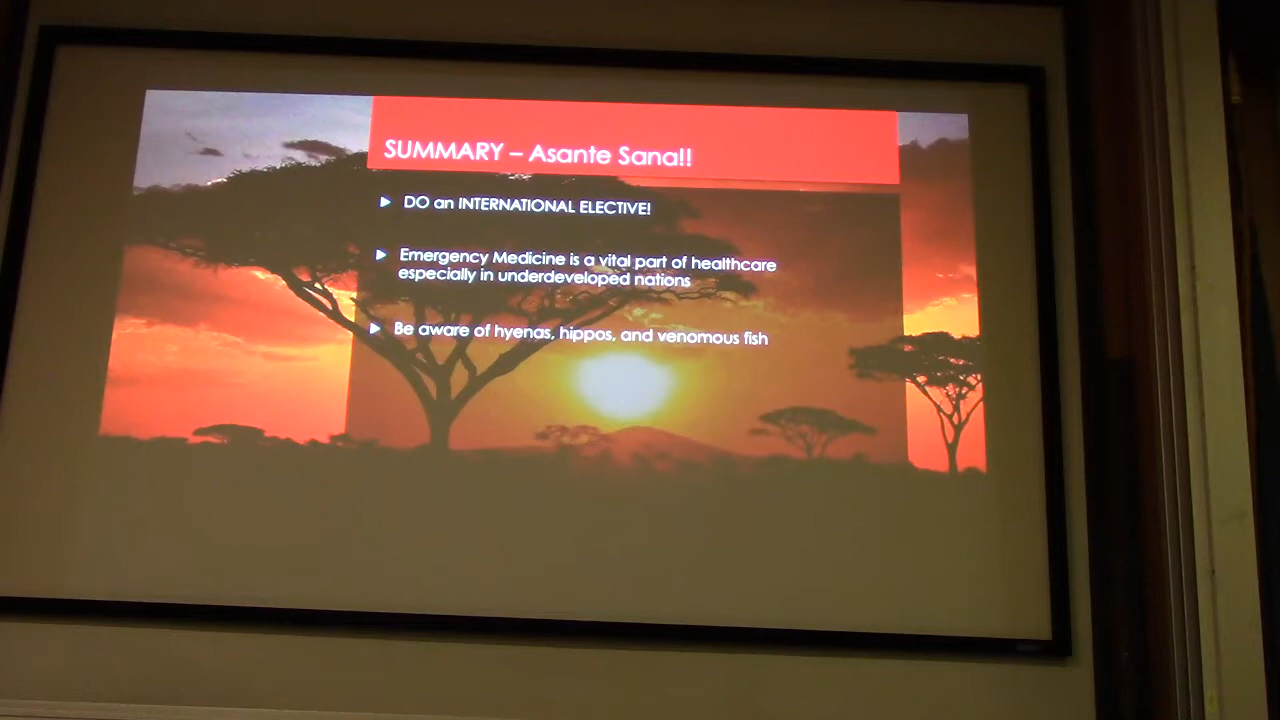 SUMMARY – Asante Sana!!
DO an INTERNATIONAL ELECTIVE!
Emergency Medicine is a vital part of healthcare
especially in underdeveloped nations
Be aware of hyenas, hippos, and venomous fish